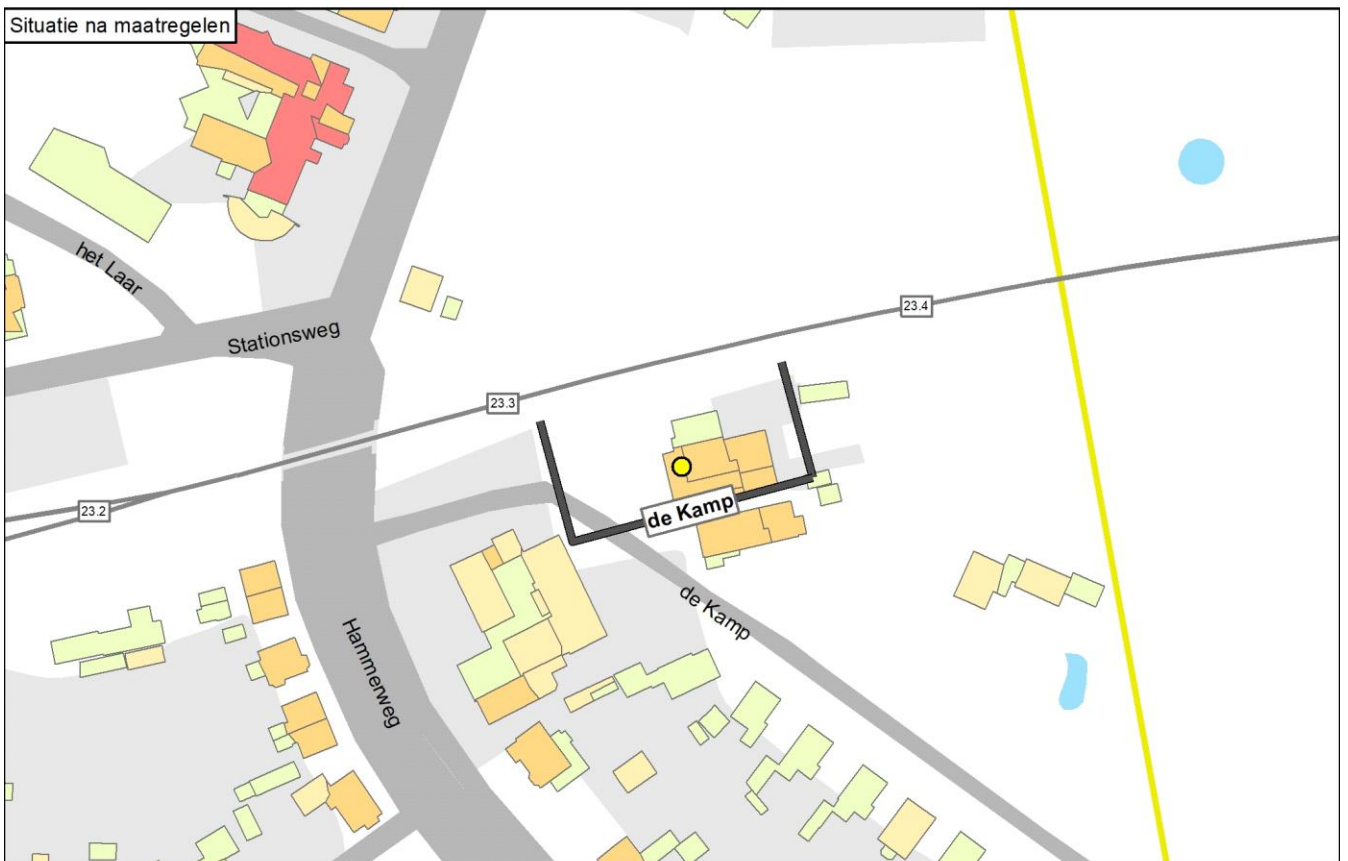 Situatie na maatregelen
het Laar
Stationsweg
23.4
23.3
23.2
de Kamp
de Kamp
Hammerweg